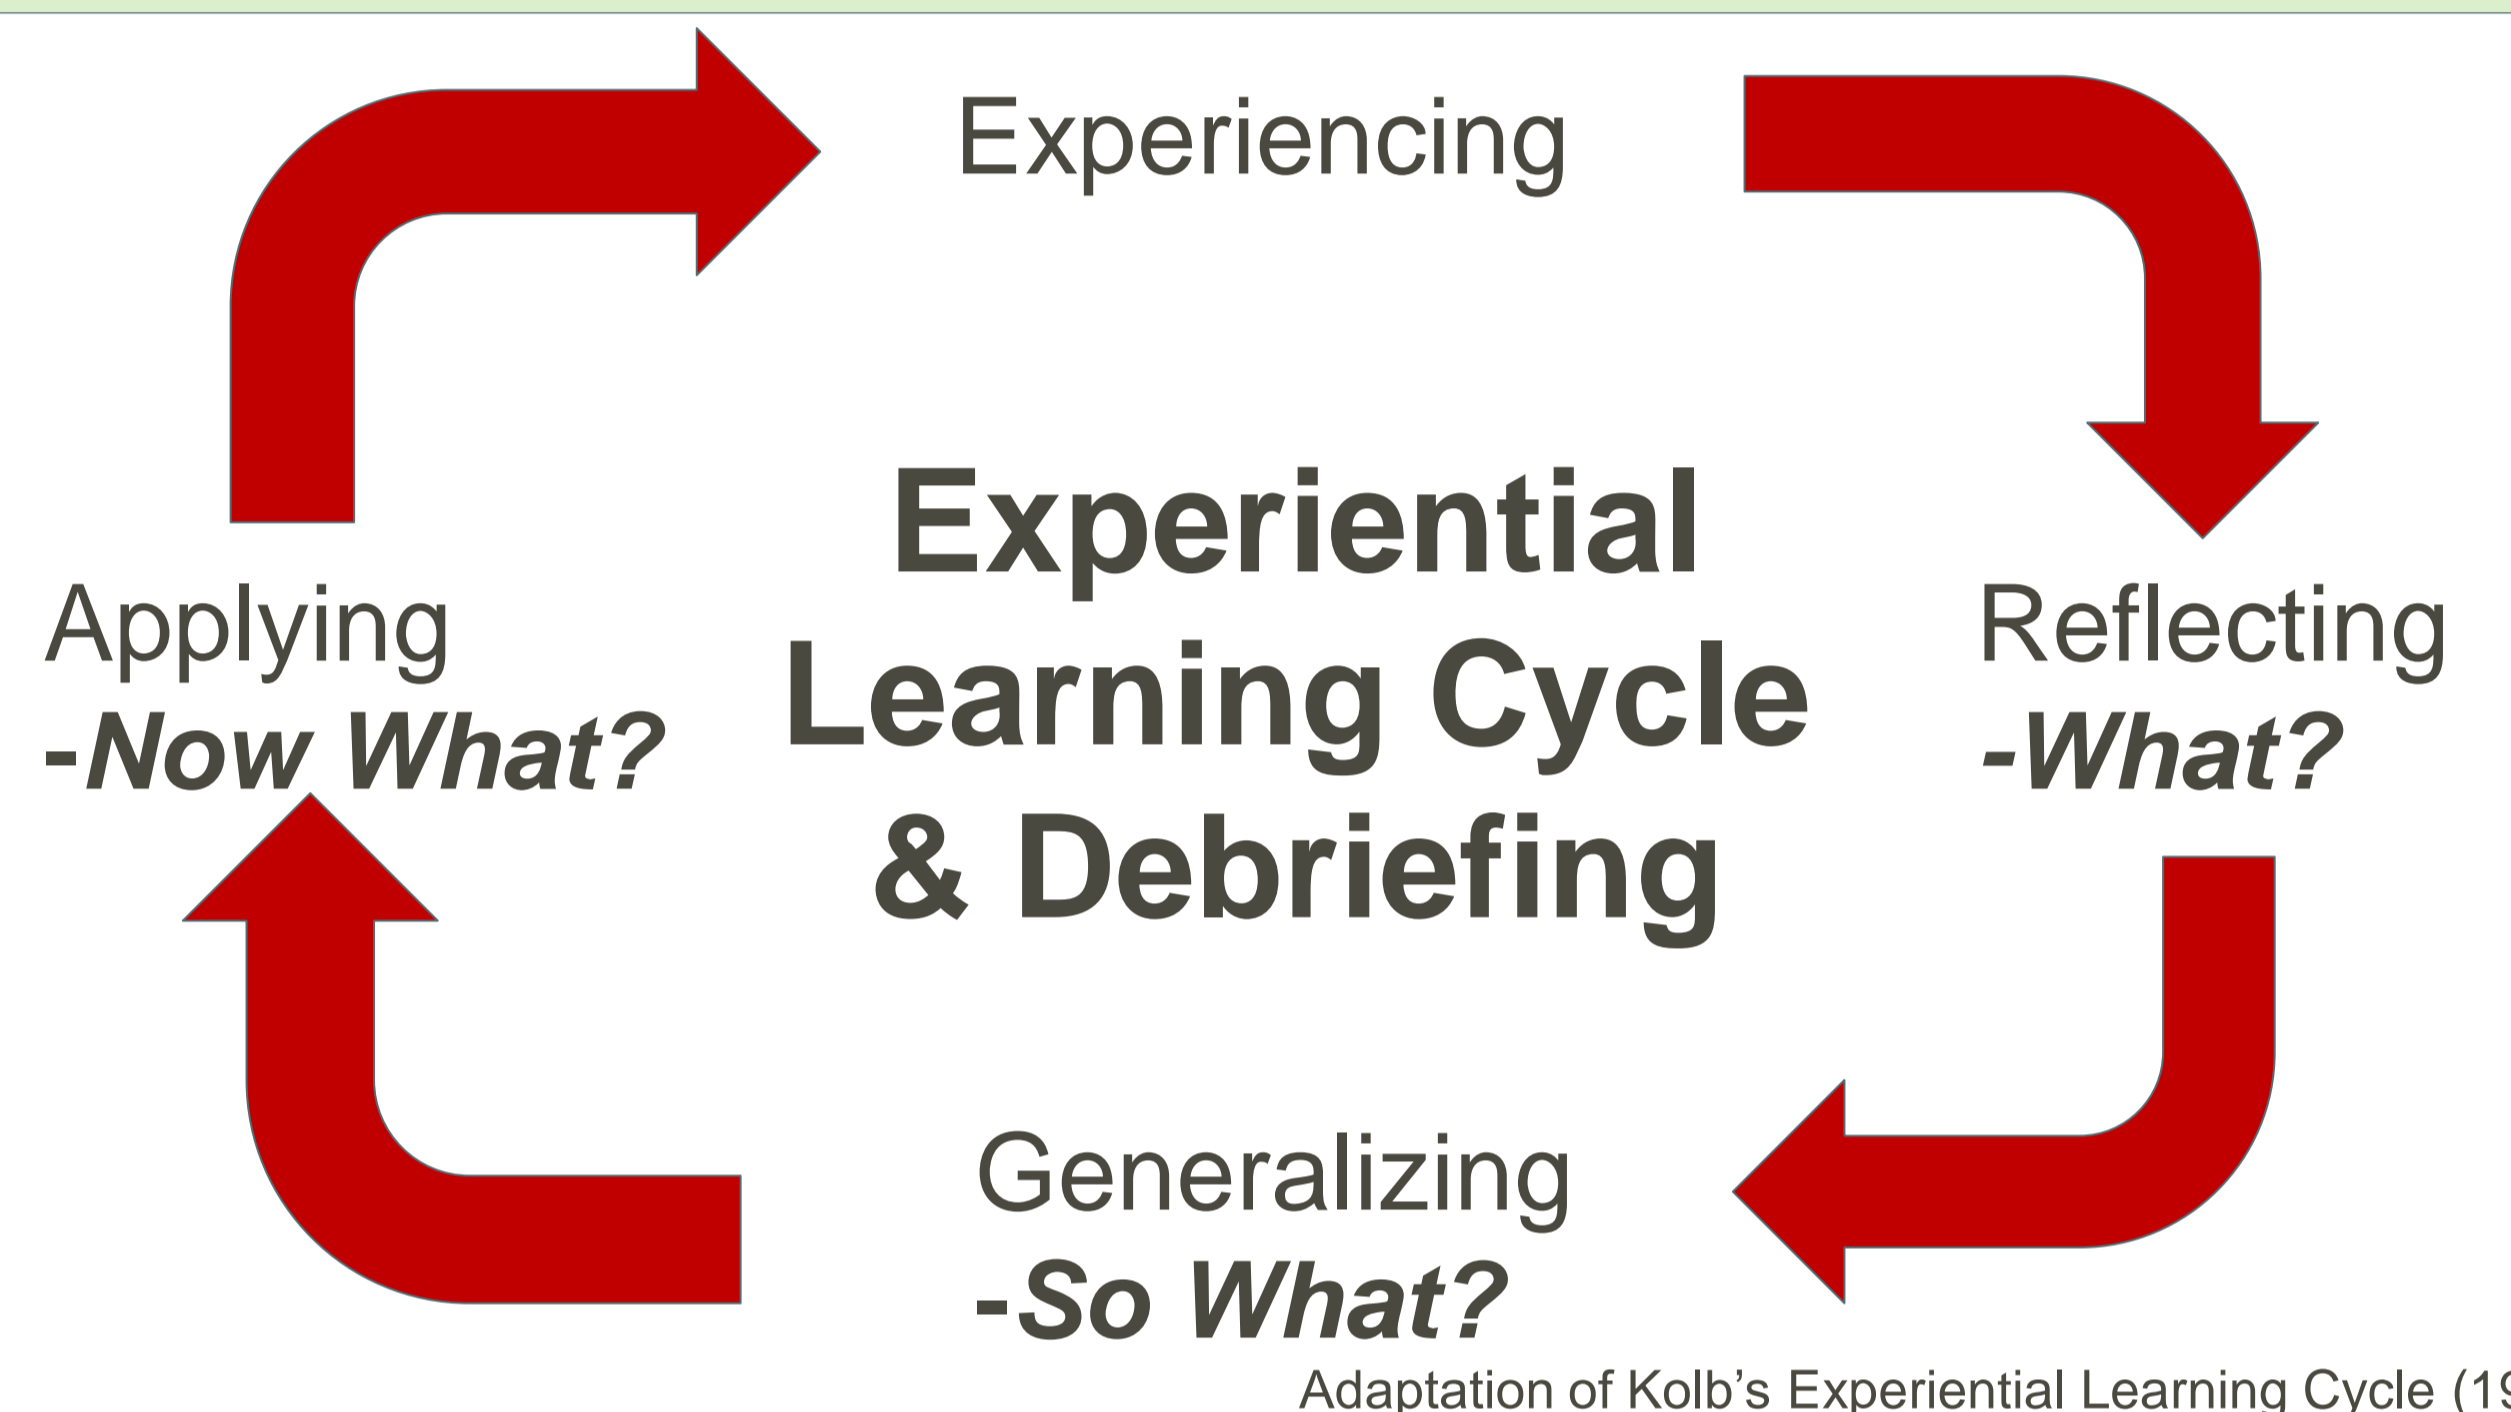 Experiencing
Experiential
Learning Cycle
& Debriefing
Reflecting
-What?
Generalizing
-So What?
Applying
-Now What?
Adaptation of Kolb’s Experiential Learning Cycle